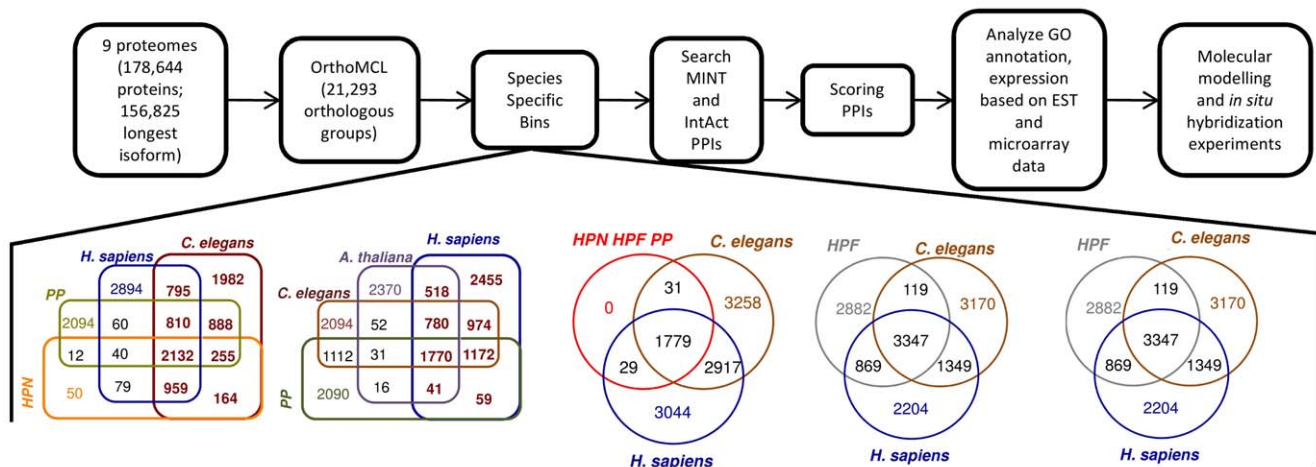 9 proteomes
(178,644
proteins;
156,825
longest
isoform)
OrthoMCL
(21,293
orthologous
groups)
Species
Specific
Bins
Search
MINT
and
IntAct
PPIs
Scoring
PPIs
Analyze GO
annotation,
expression
based on EST
and
microarray
data
Molecular
modelling
and in situ
hybridization
experiments
C. elegans
H. sapiens
1982
2894 795
PP
2094 60 810 888
12 40 2132 255
HPN
50 79 959 164
H. sapiens
A. thaliana
2455
2370 518
C. elegans
2094 52 780 974
1112 31 1770 1172
PP
2090 16 41 59
HPN HPF PP
C. elegans
31
0 3258
1779
29 2917
3044
H. sapiens
HPF
C. elegans
119
2882 3170
3347
869 1349
2204
H. sapiens
HPF
C. elegans
119
2882 3170
3347
869 1349
2204
H. sapiens